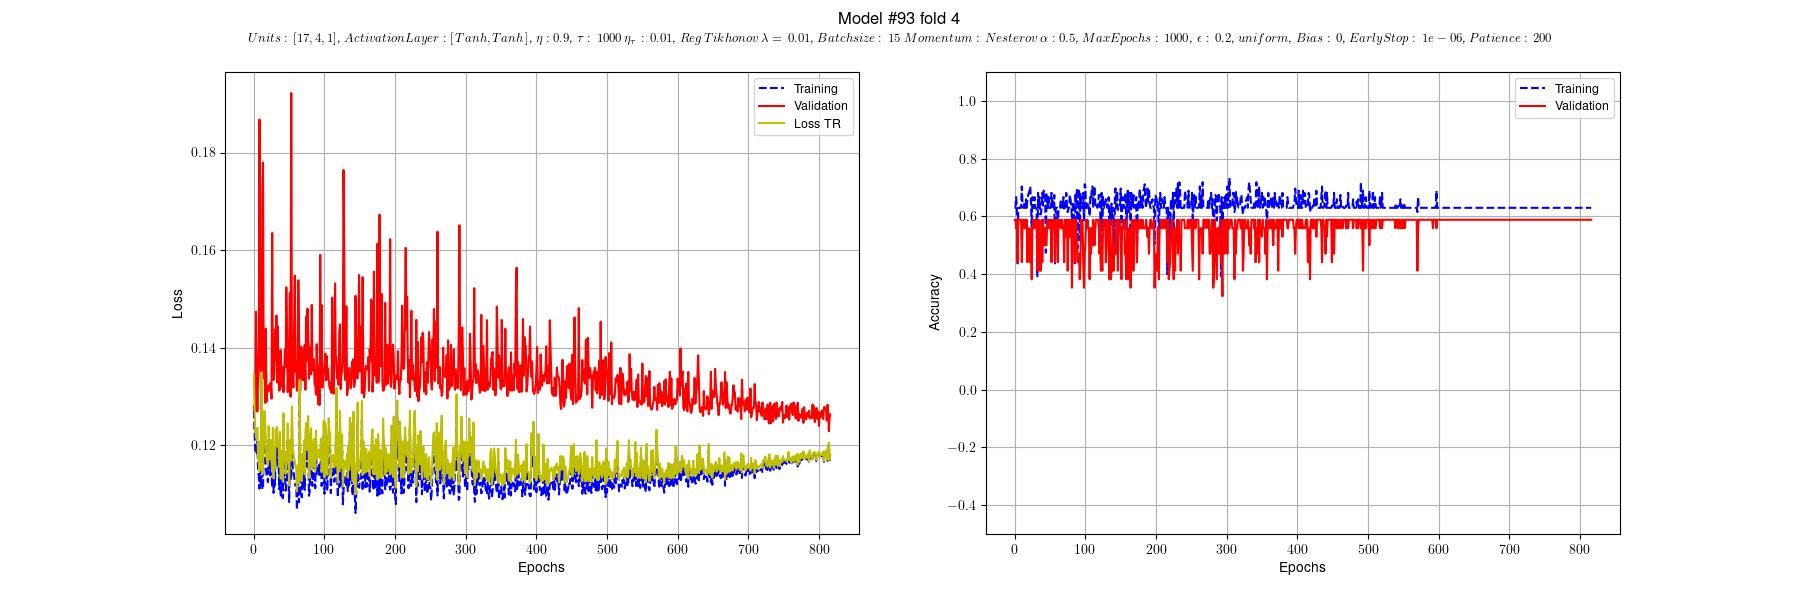 Model #93 fold 4
Units : [17, 4, 1], ActivationLayer : [Tanh, Tanh], η : 0.9, τ : 1000 η_τ : 0.01, Reg Tikhonov λ = 0.01, Batchsize : 15 Momentum : Nesterov α : 0.5, MaxEpochs : 1000, ϵ : 0.2, uniform, Bias : 0, EarlyStop : 1e − 06, Patience : 200
Training
Validation
Loss TR
0.18
0.16
0.14
0.12
Loss
0 100 200 300 400 500 600 700 800
Epochs
Training
Validation
1.0
0.8
0.6
0.4
0.2
0.0
−0.2
−0.4
Accuracy
0 100 200 300 400 500 600 700 800
Epochs